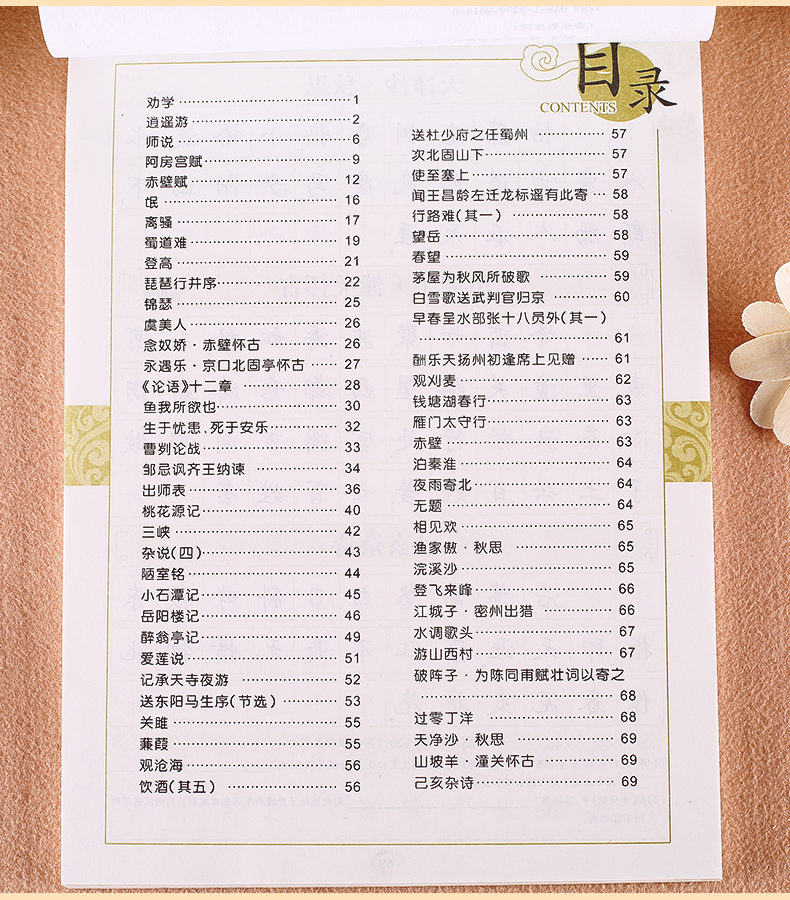 目录
CONTENTS
劝学 1
逍遥游 2
师说 6
阿房宫赋 9
赤壁赋 12
氓 16
离骚 17
蜀道难 19
登高 21
琵琶行并序 22
锦瑟 25
虞美人 26
念奴娇·赤壁怀古 26
永遇乐·京口北固亭怀古 27
《论语》十二章 28
鱼我所欲也 30
生于忧患,死于安乐 32
曹刿论战 33
邹忌讽齐王纳谏 34
出师表 36
桃花源记 40
三峡 42
杂说(四) 43
陋室铭 44
小石潭记 45
岳阳楼记 46
醉翁亭记 49
爱莲说 51
记承天寺夜游 52
送东阳马生序(节选) 53
关雎 55
蒹葭 55
观沧海 56
饮酒(其五) 56
送杜少府之任蜀州 57
次北固山下 57
使至塞上 57
闻王昌龄左迁龙标遥有此寄 58
行路难(其一) 58
望岳 58
春望 59
茅屋为秋风所破歌 59
白雪歌送武判官归京 60
早春呈水部张十八员外(其一)
61
酬乐天扬州初逢席上见赠 61
观刈麦 62
钱塘湖春行 63
雁门太守行 63
赤壁 63
泊秦淮 64
夜雨寄北 64
无题 64
相见欢 65
渔家傲·秋思 65
浣溪沙 65
登飞来峰 66
江城子·密州出猎 66
水调歌头 67
游山西村 67
破阵子·为陈同甫赋壮词以寄之
68
过零丁洋 68
天净沙·秋思 69
山坡羊·潼关怀古 69
己亥杂诗 69